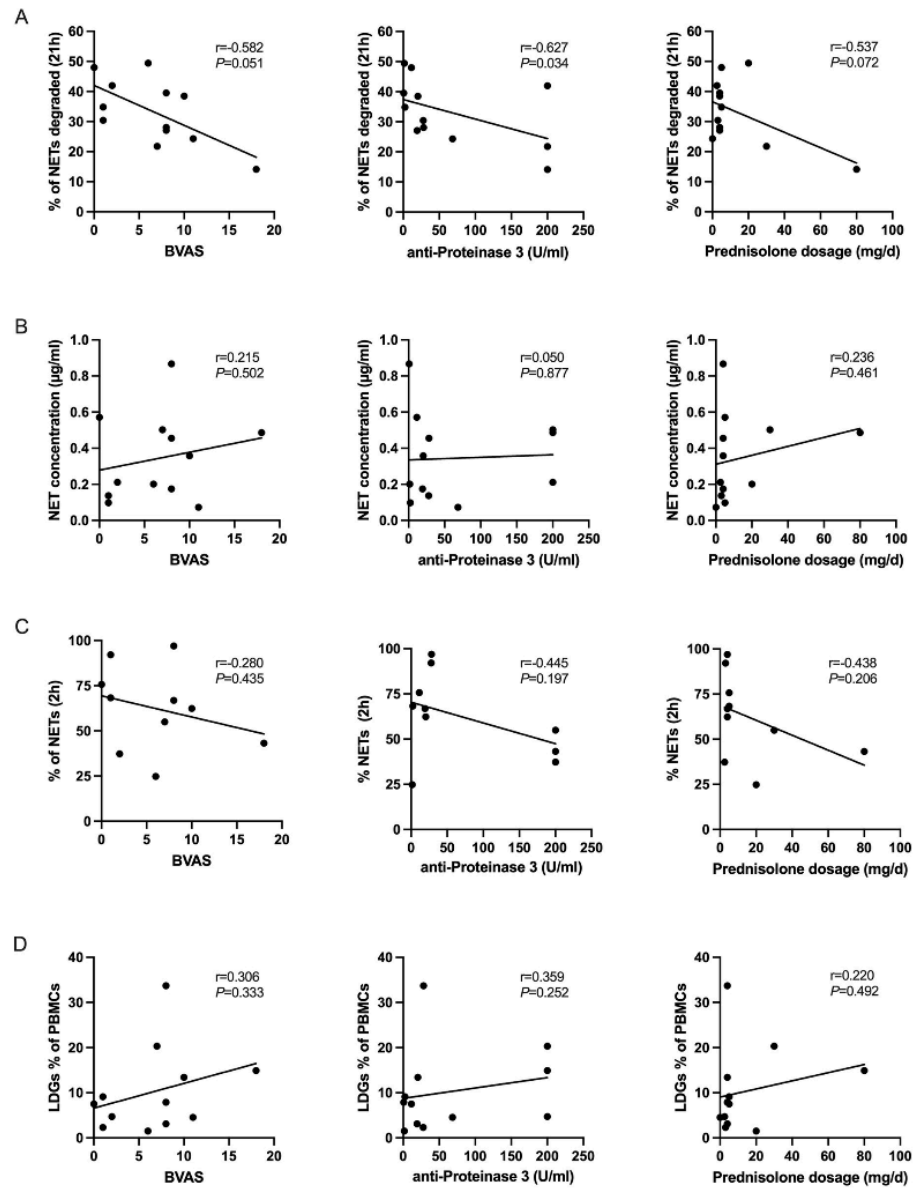 A
% of NETs degraded (21h)
60
50
40
30
20
10
0
r=-0.582
P=0.051
0 5 10 15 20
BVAS
% of NETs degraded (21h)
60
50
40
30
20
10
0
r=-0.627
P=0.034
0 50 100 150 200 250
anti-Proteinase 3 (U/ml)
% of NETs degraded (21h)
60
50
40
30
20
10
0
r=-0.537
P=0.072
0 20 40 60 80 100
Prednisolone dosage (mg/d)
B
NET concentration (µg/ml)
1.0
0.8
0.6
0.4
0.2
0.0
r=0.215
P=0.502
0 5 10 15 20
BVAS
NET concentration (µg/ml)
1.0
0.8
0.6
0.4
0.2
0.0
r=0.050
P=0.877
0 50 100 150 200 250
anti-Proteinase 3 (U/ml)
NET concentration (µg/ml)
1.0
0.8
0.6
0.4
0.2
0.0
r=0.236
P=0.461
0 20 40 60 80 100
Prednisolone dosage (mg/d)
C
% of NETs (2h)
100
75
50
25
0
r=-0.280
P=0.435
0 5 10 15 20
BVAS
% NETs (2h)
100
75
50
25
0
r=-0.445
P=0.197
0 50 100 150 200 250
anti-Proteinase 3 (U/ml)
% NETs (2h)
100
75
50
25
0
r=-0.438
P=0.206
0 20 40 60 80 100
Prednisolone dosage (mg/d)
D
LDGs % of PBMCs
40
30
20
10
0
r=0.306
P=0.333
0 5 10 15 20
BVAS
LDGs % of PBMCs
40
30
20
10
0
r=0.359
P=0.252
0 50 100 150 200 250
anti-Proteinase 3 (U/ml)
LDGs % of PBMCs
40
30
20
10
0
r=0.220
P=0.492
0 20 40 60 80 100
Prednisolone dosage (mg/d)